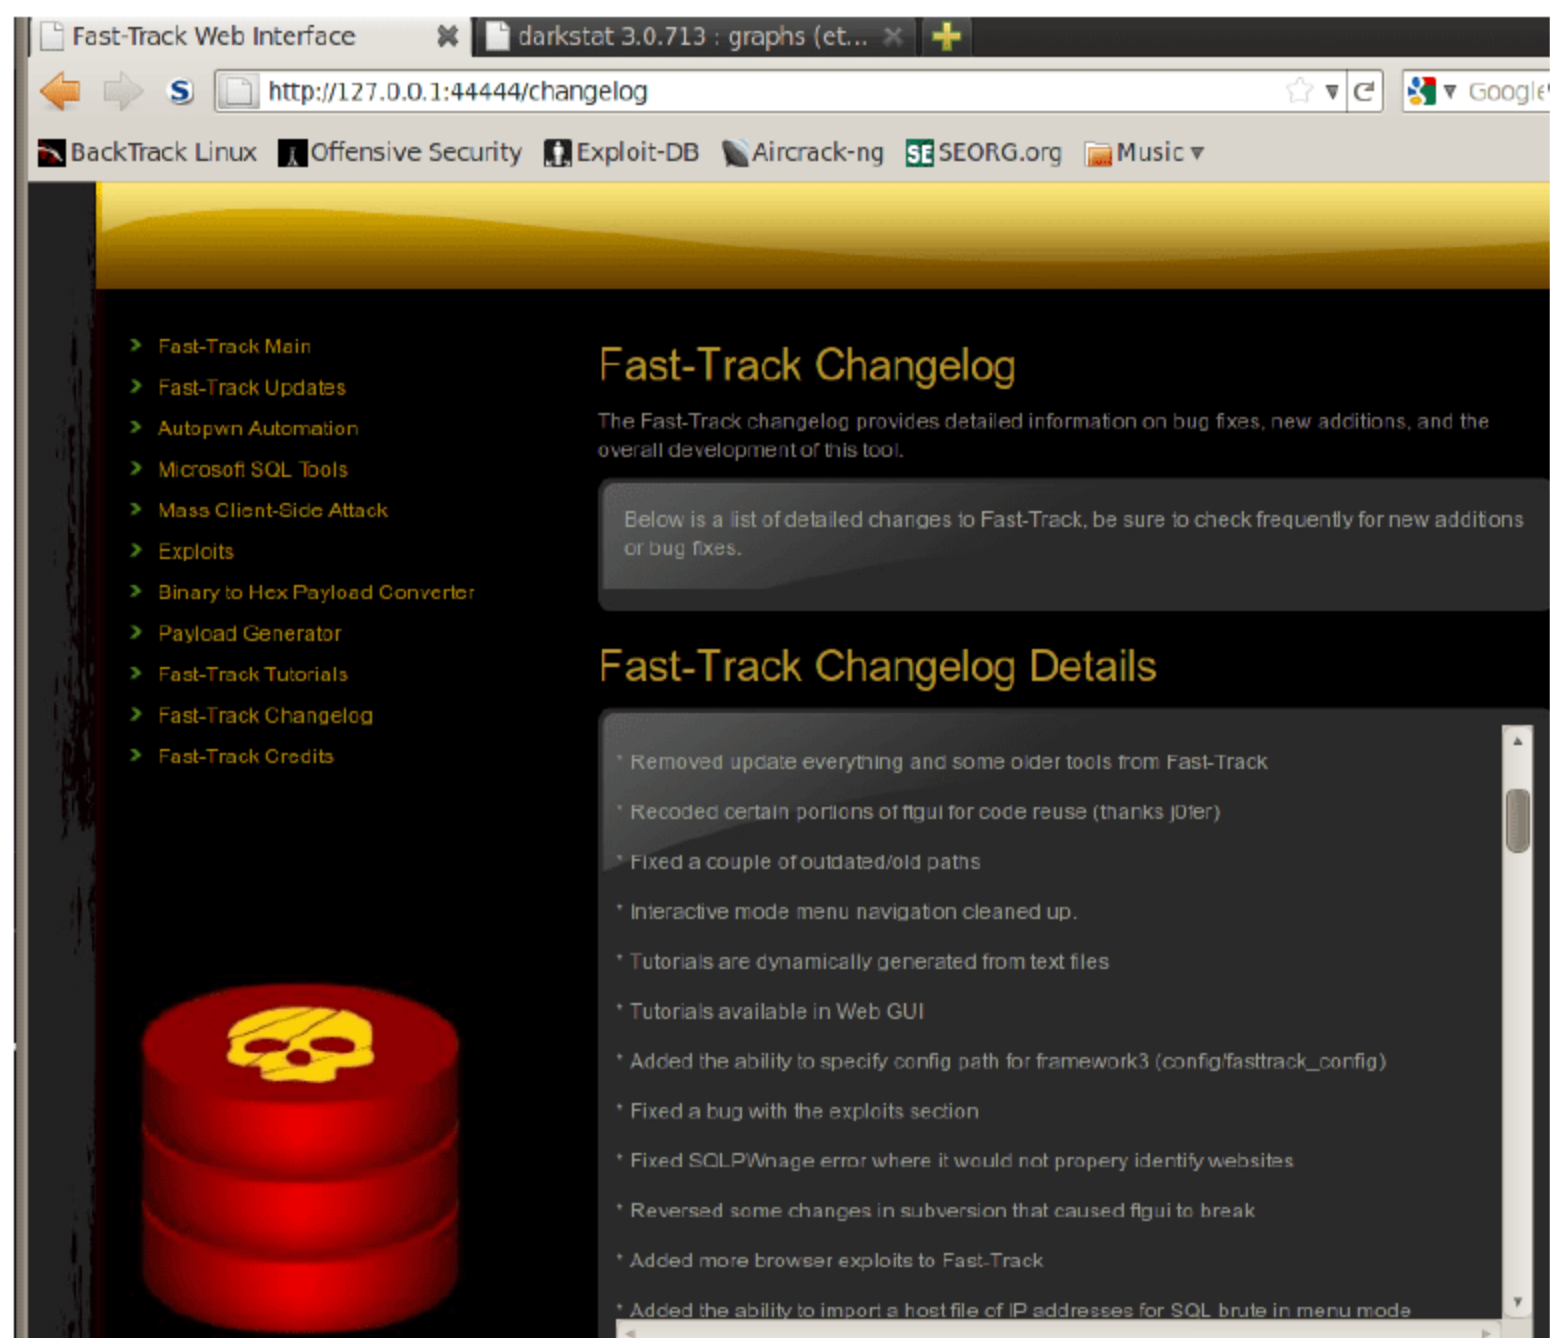 Fast-Track Web Interface
darkstat 3.0.713 : graphs (et...
http://127.0.0.1:44444/changelog
Google
BackTrack Linux Offensive Security Exploit-DB Aircrack-ng SE SEORG.org Music
Fast-Track Main
Fast-Track Updates
Autopwn Automation
Microsoft SQL Tools
Mass Client-Side Attack
Exploits
Binary to Hex Payload Converter
Payload Generator
Fast-Track Tutorials
Fast-Track Changelog
Fast-Track Credits
Fast-Track Changelog
The Fast-Track changelog provides detailed information on bug fixes, new additions, and the
overall development of this tool.
Below is a list of detailed changes to Fast-Track, be sure to check frequently for new additions
or bug fixes.
Fast-Track Changelog Details
* Removed update everything and some older tools from Fast-Track
* Recoded certain portions of ftgui for code reuse (thanks j0fer)
* Fixed a couple of outdated/old paths
* Interactive mode menu navigation cleaned up.
* Tutorials are dynamically generated from text files
* Tutorials available in Web GUI
* Added the ability to specify config path for framework3 (config/fasttrack_config)
* Fixed a bug with the exploits section
* Fixed SQLPWnage error where it would not propery identify websites
* Reversed some changes in subversion that caused ftgui to break
* Added more browser exploits to Fast-Track
* Added the ability to import a host file of IP addresses for SQL brute in menu mode